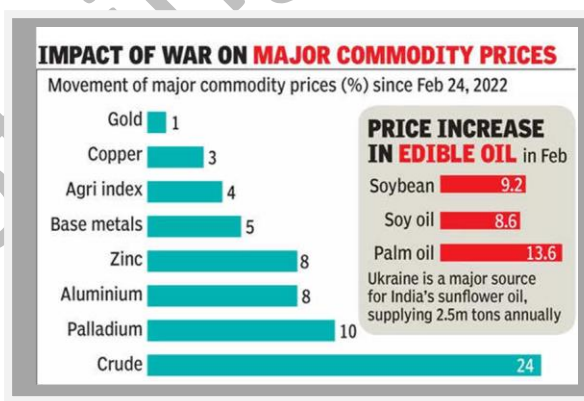 IMPACT OF WAR ON MAJOR COMMODITY PRICES
Movement of major commodity prices (%) since Feb 24, 2022
Gold 1
Copper 3
Agri index 4
Base metals 5
Zinc 8
Aluminium 8
Palladium 10
Crude 24
PRICE INCREASE
IN EDIBLE OIL in Feb
Soybean 9.2
Soy oil 8.6
Palm oil 13.6
Ukraine is a major source
for India's sunflower oil,
supplying 2.5m tons annually